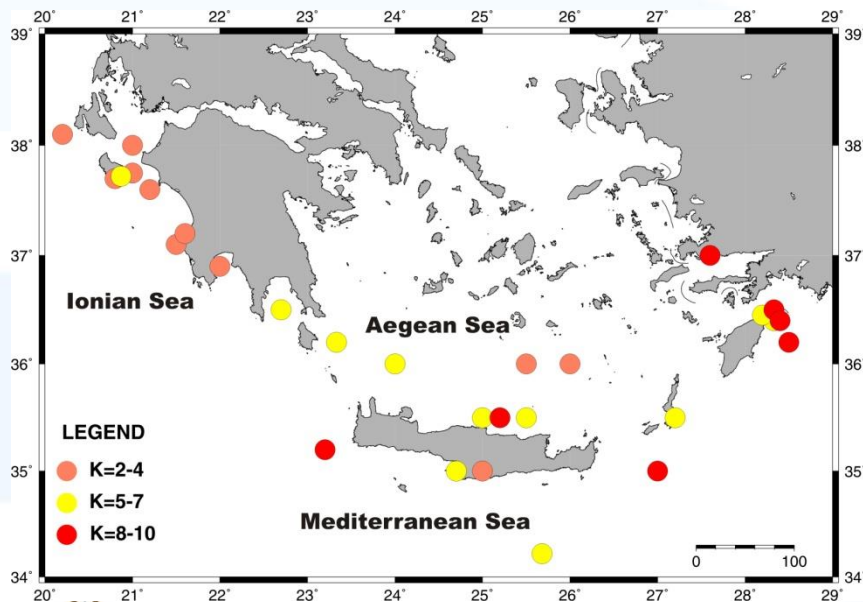 20° 21° 22° 23° 24° 25° 26° 27° 28° 29°
39° 39°
38° 38°
37° 37°
Ionian Sea
Aegean Sea
36° 36°
LEGEND
K=2-4
35° 35°
K=5-7
Mediterranean Sea
K=8-10
0 100
34° 34°
20° 21° 22° 23° 24° 25° 26° 27° 28° 29°